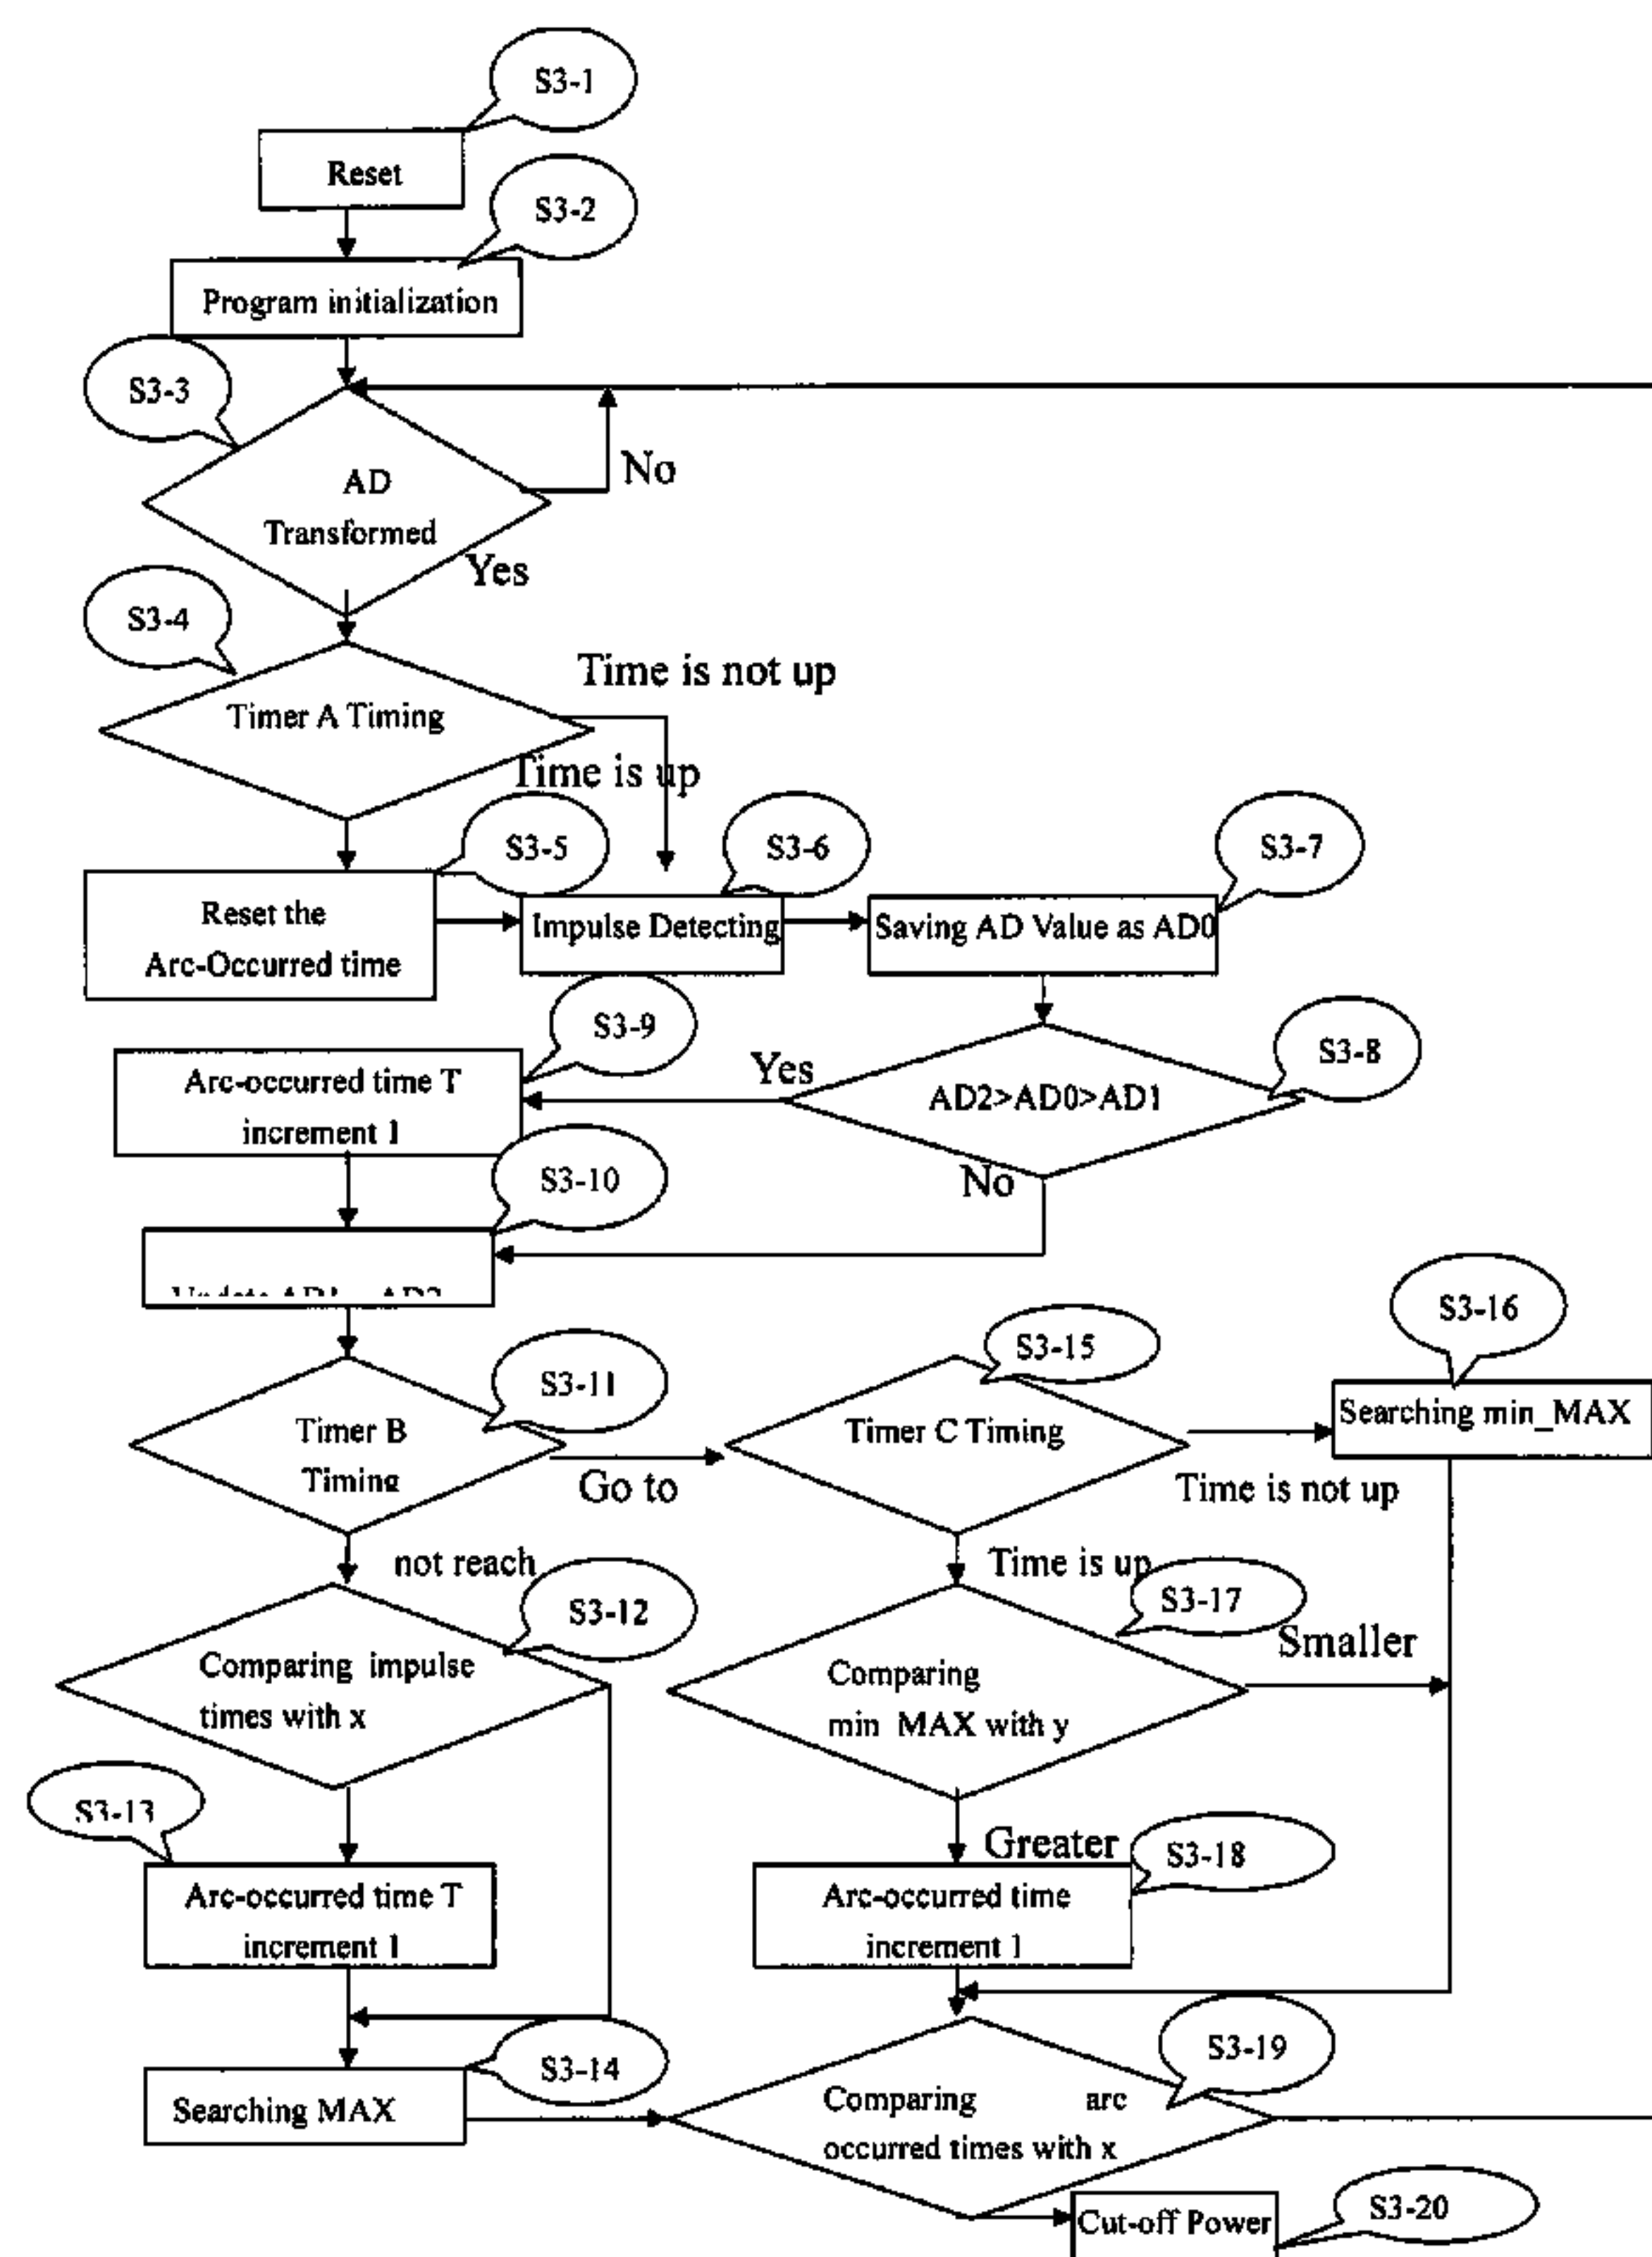 S3-1
Reset
S3-2
Program initialization
S3-3
AD
Transformed
No
Yes
S3-4
Timer A Timing
Time is not up
Time is up
S3-5
S3-6
S3-7
Reset the
Arc-Occurred time
Impulse Detecting
Saving AD Value as AD0
S3-9
S3-8
Arc-occurred time T
increment 1
Yes
AD2>AD0>AD1
No
S3-10
S3-11
Timer B
Timing
Go to
S3-15
Timer C Timing
S3-16
Searching min_MAX
Time is not up
not reach
Time is up
S3-12
Comparing impulse
times with x
S3-17
Smaller
Comparing
min MAX with y
S3-13
Arc-occurred time T
increment 1
Greater
S3-18
Arc-occurred time
increment 1
S3-14
Searching MAX
S3-19
Comparing arc
occurred times with x
Cut-off Power
S3-20